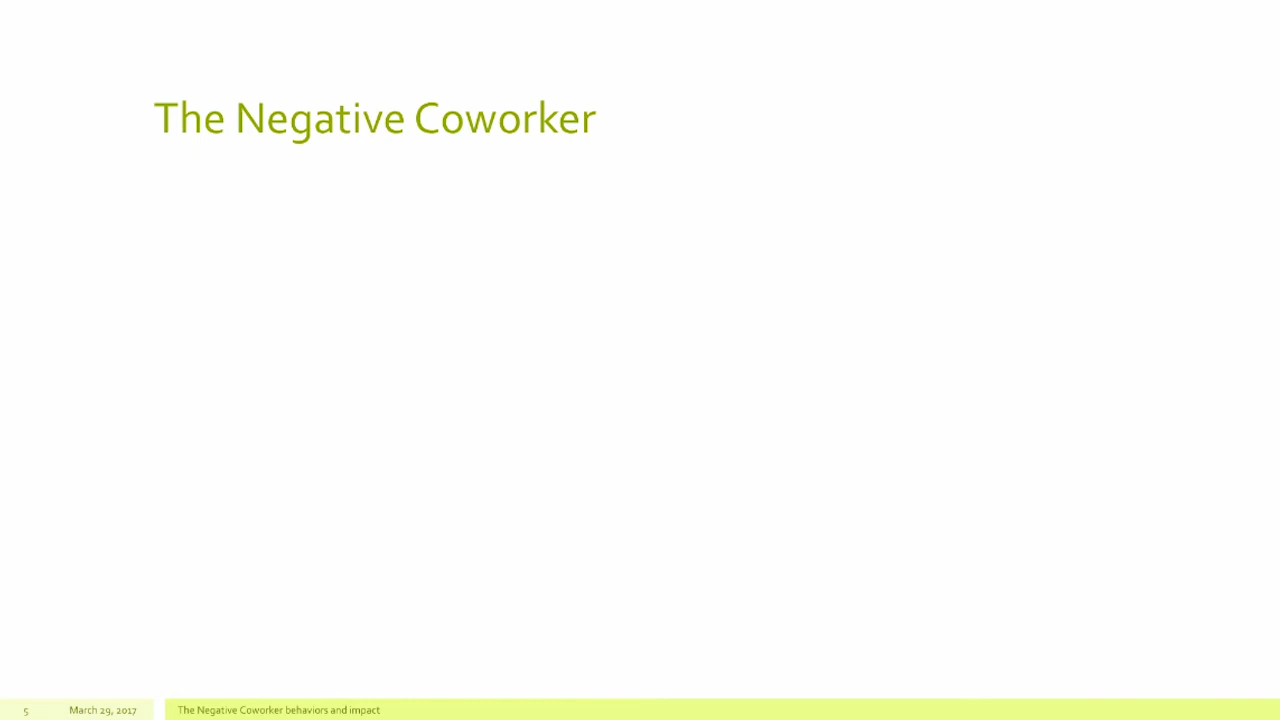 The Negative Coworker
5 March 29, 2017 The Negative Coworker behaviors and impact